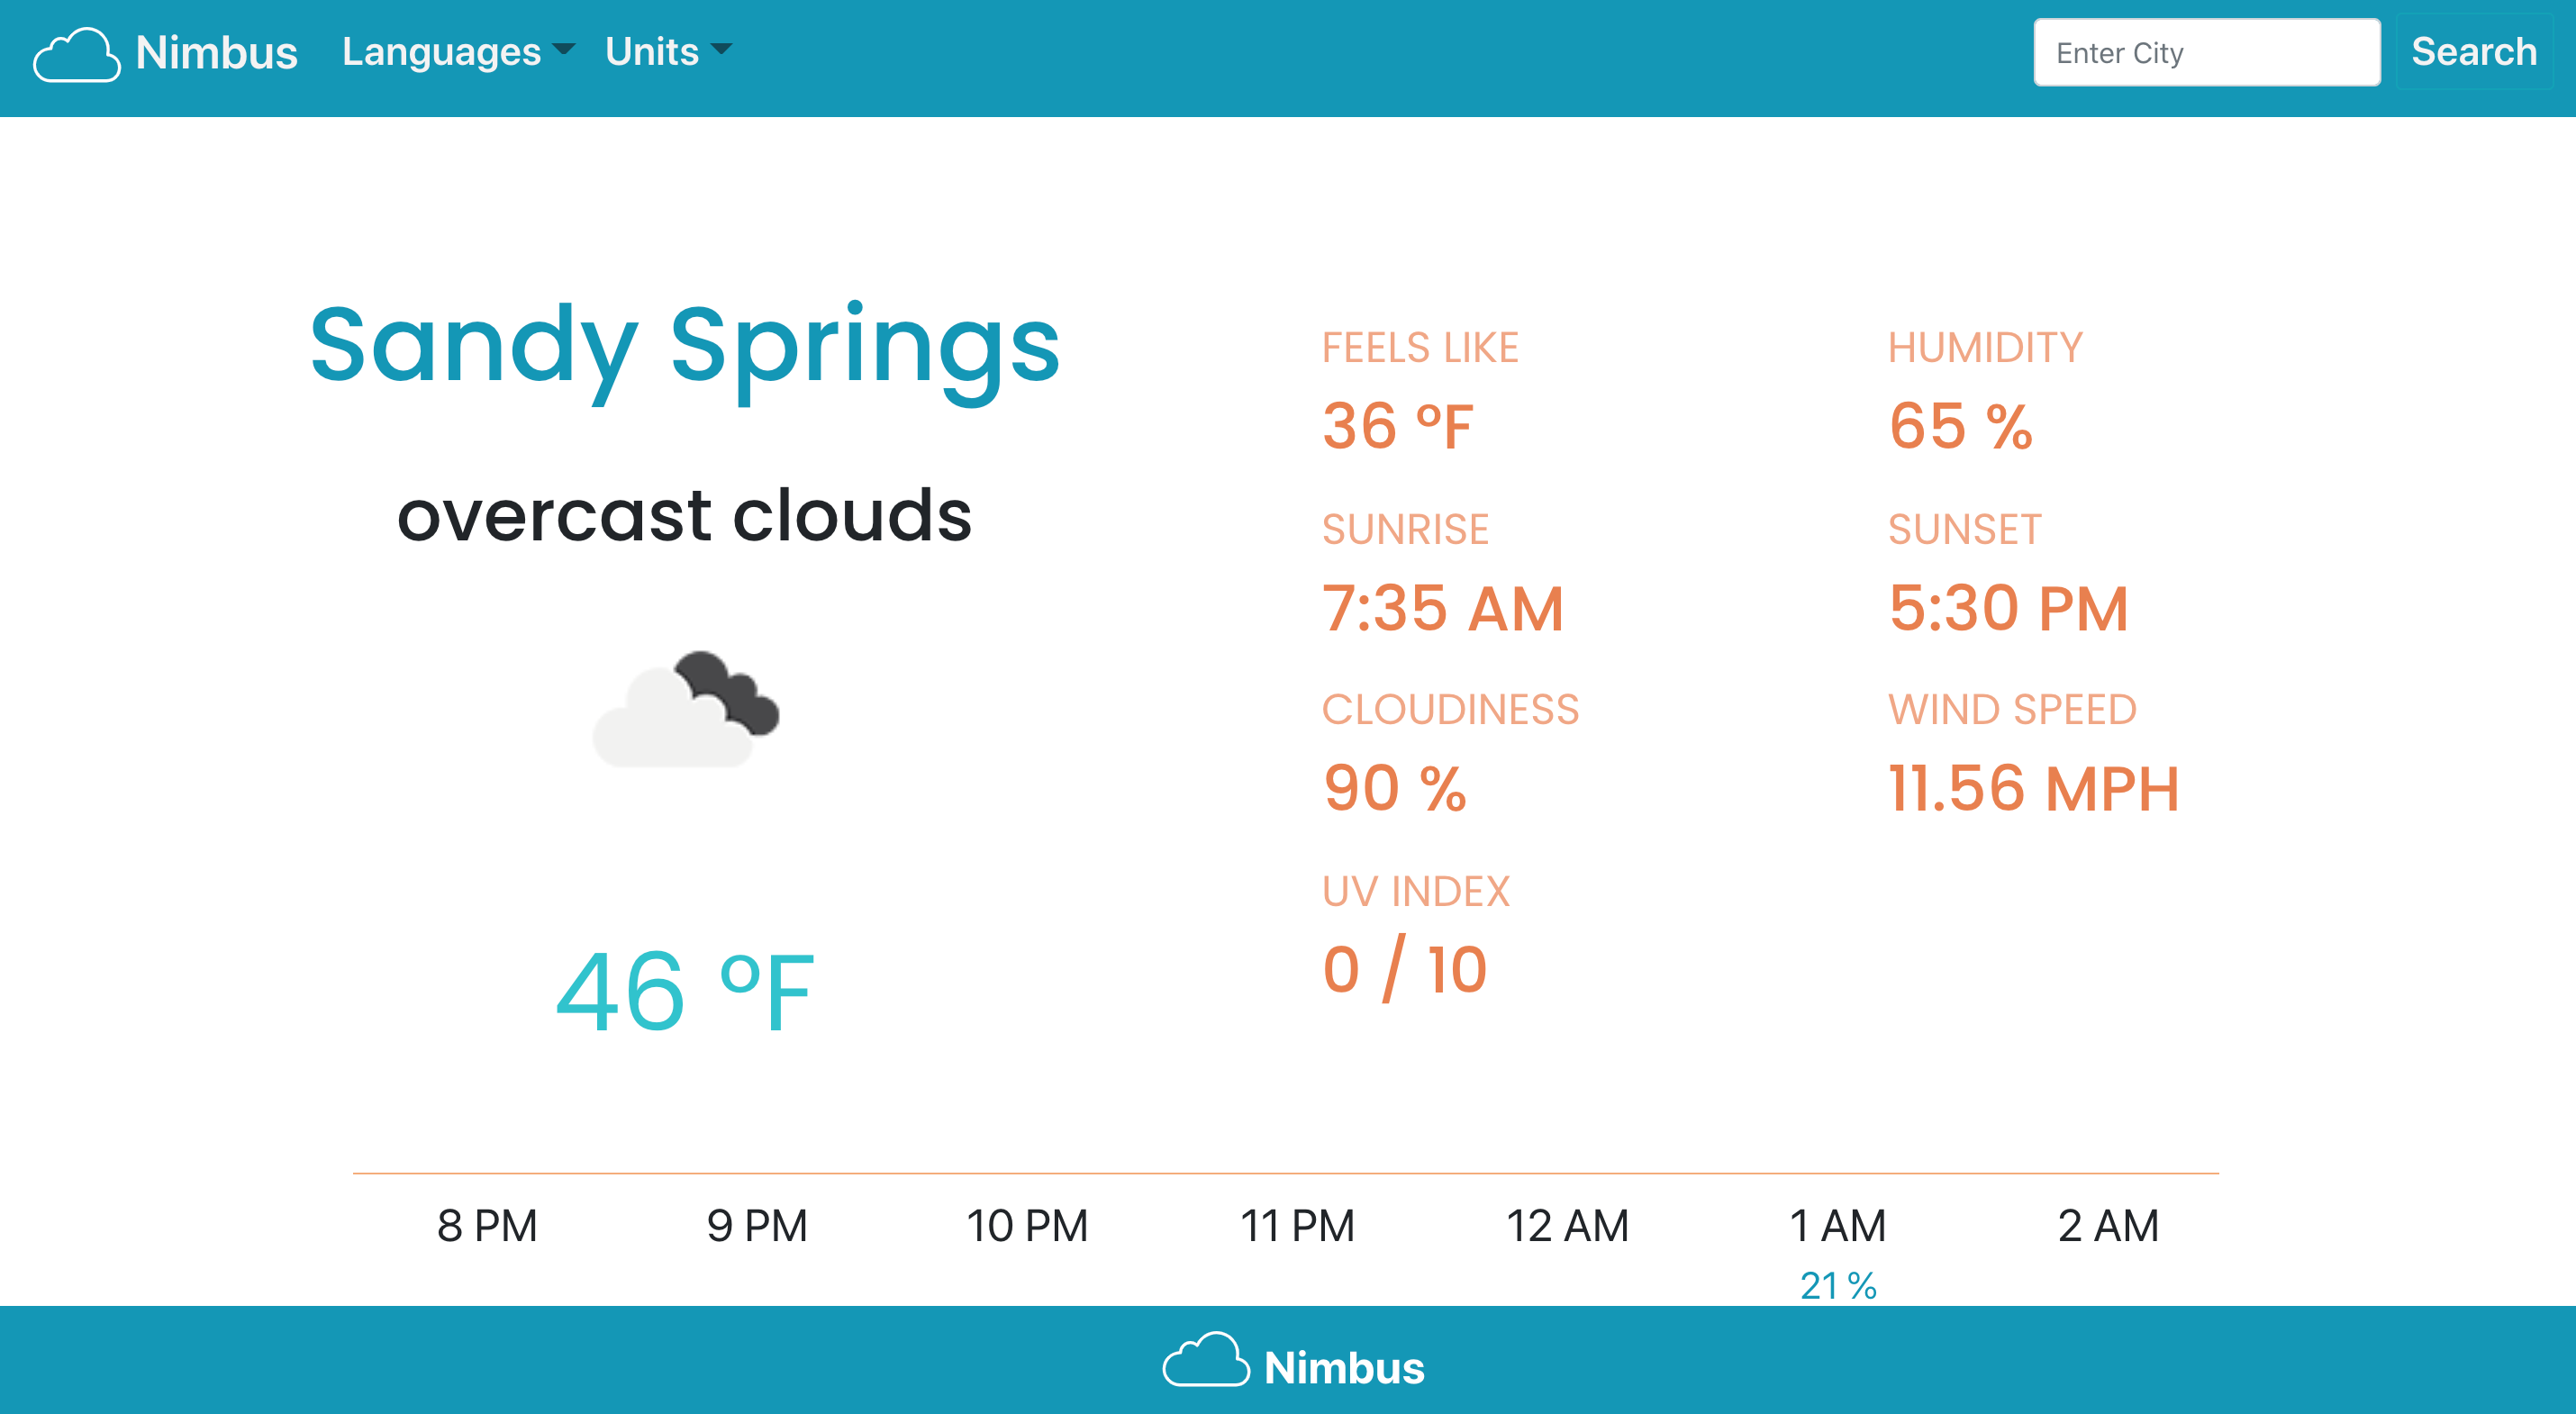 Nimbus Languages Units Enter City Search
Sandy Springs
overcast clouds
46 °F
FEELS LIKE
36 °F
HUMIDITY
65 %
SUNRISE
7:35 AM
SUNSET
5:30 PM
CLOUDINESS
90 %
WIND SPEED
11.56 MPH
UV INDEX
0 / 10
8 PM 9 PM 10 PM 11 PM 12 AM 1 AM 2 AM
21 %
Nimbus